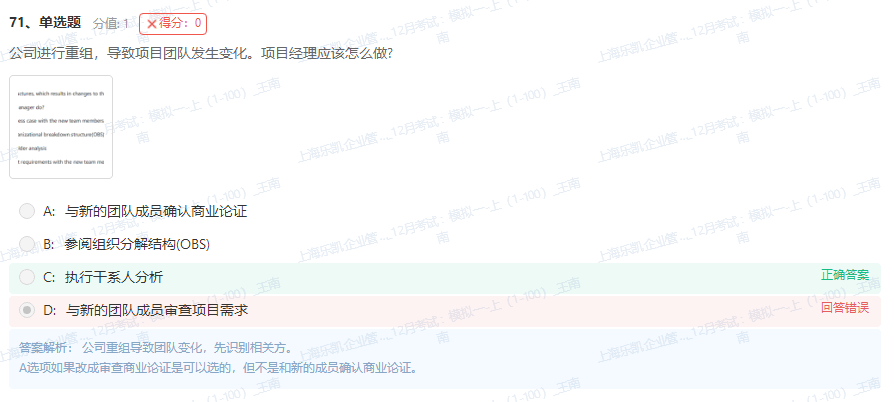 71、单选题 分值: 1 ✕得分：0
公司进行重组，导致项目团队发生变化。项目经理应该怎么做?
uctures, which results in changes to th
anager do?
ess case with the new team members
anizational breakdown structure(OBS)
lder analysis
t requirements with the new team me
A: 与新的团队成员确认商业论证
B: 参阅组织分解结构(OBS)
C: 执行干系人分析 正确答案
D: 与新的团队成员审查项目需求 回答错误
答案解析： 公司重组导致团队变化，先识别相关方。
A选项如果改成审查商业论证是可以选的，但不是和新的成员确认商业论证。
上海乐凯企业管..., 12月考试：模拟一-上（1-100）_王南